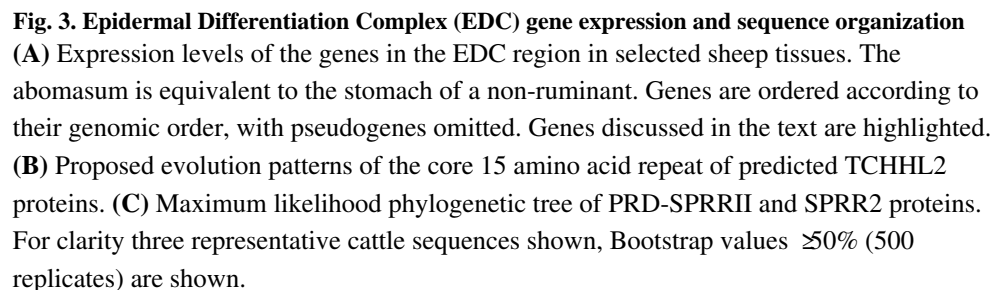 Fig. 3. Epidermal Differentiation Complex (EDC) gene expression and sequence organization
(A) Expression levels of the genes in the EDC region in selected sheep tissues. The
abomasum is equivalent to the stomach of a non-ruminant. Genes are ordered according to
their genomic order, with pseudogenes omitted. Genes discussed in the text are highlighted.
(B) Proposed evolution patterns of the core 15 amino acid repeat of predicted TCHHL2
proteins. (C) Maximum likelihood phylogenetic tree of PRD-SPRRII and SPRR2 proteins.
For clarity three representative cattle sequences shown, Bootstrap values ≥50% (500
replicates) are shown.